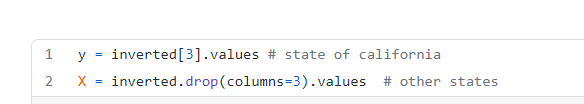 1 y = inverted[3].values # state of california
2 X = inverted.drop(columns=3).values # other states